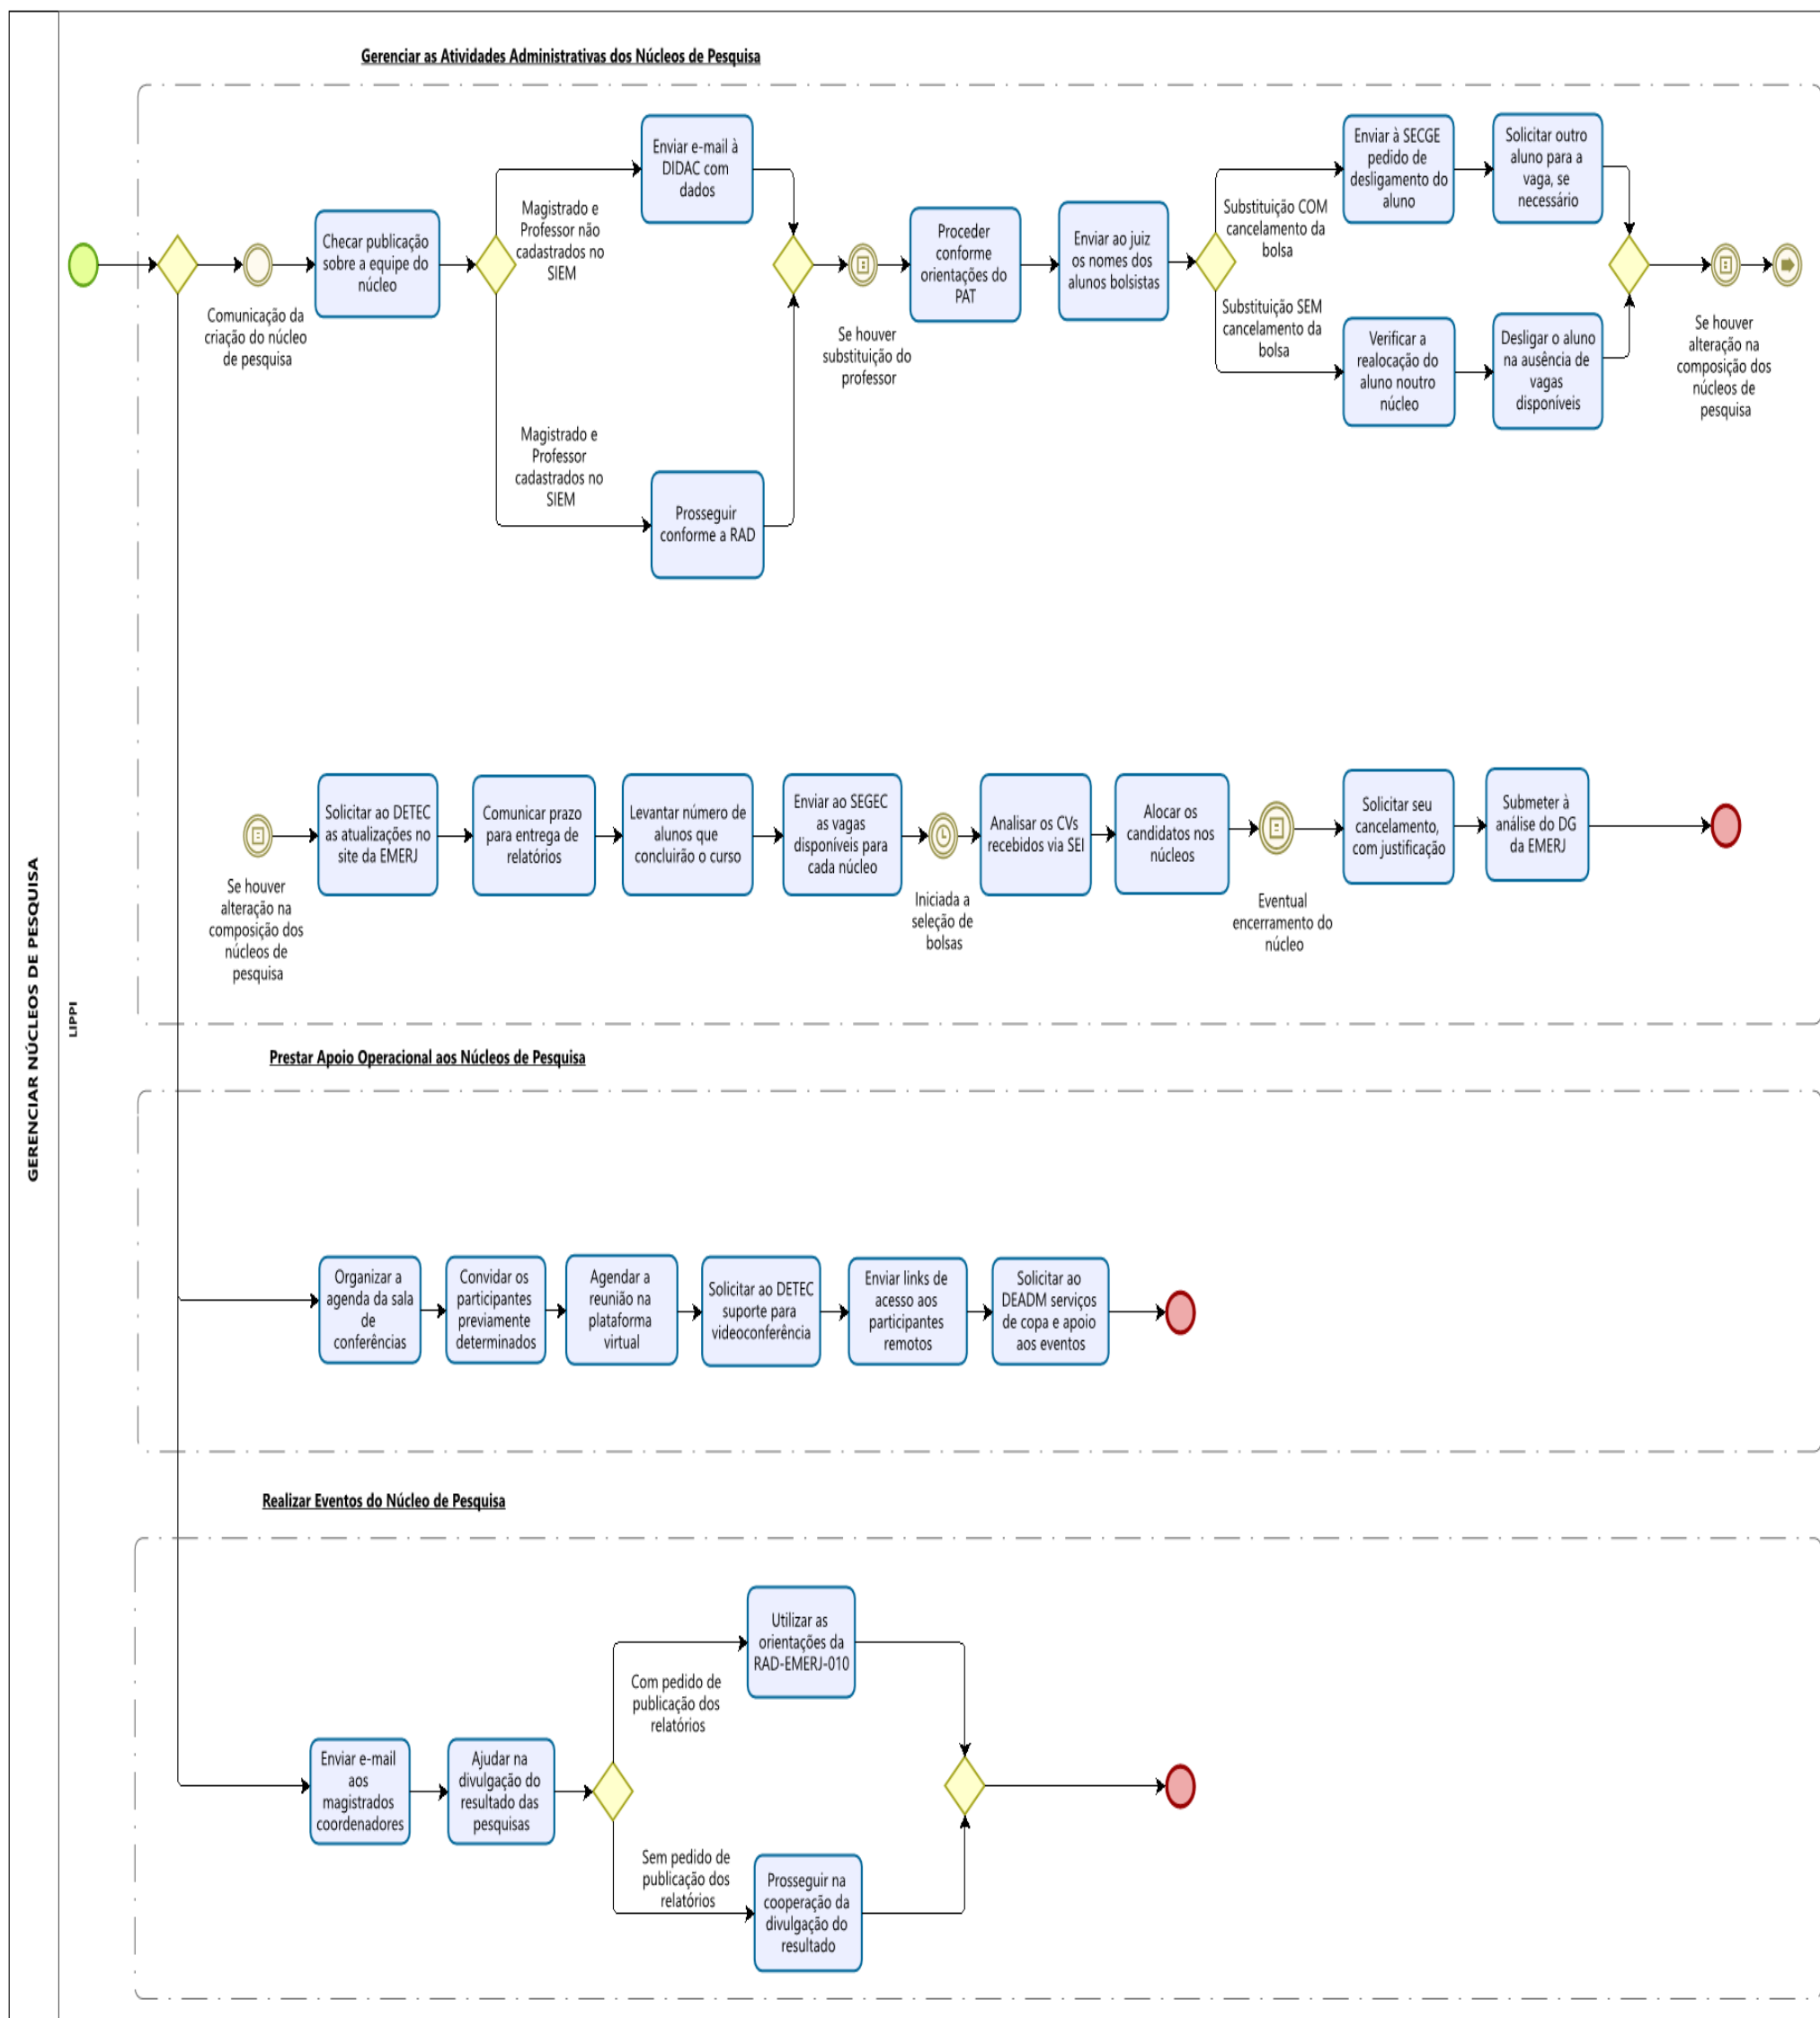 GERENCIAR NÚCLEOS DE PESQUISA
LIPPI
Gerenciar as Atividades Administrativas dos Núcleos de Pesquisa
Comunicação da
criação do núcleo
de pesquisa
Checar publicação
sobre a equipe do
núcleo
Magistrado e
Professor não
cadastrados no
SIEM
Enviar e-mail à
DIDAC com
dados
Magistrado e
Professor
cadastrados no
SIEM
Prosseguir
conforme a RAD
Se houver
substituição do
professor
Proceder
conforme
orientações do
PAT
Enviar ao juiz
os nomes dos
alunos bolsistas
Substituição COM
cancelamento da
bolsa
Enviar à SECGE
pedido de
desligamento do
aluno
Solicitar outro
aluno para a
vaga, se
necessário
Substituição SEM
cancelamento da
bolsa
Verificar a
realocação do
aluno noutro
núcleo
Desligar o aluno
na ausência de
vagas
disponíveis
Se houver
alteração na
composição dos
núcleos de
pesquisa
Se houver
alteração na
composição dos
núcleos de
pesquisa
Solicitar ao DETEC
as atualizações no
site da EMERJ
Comunicar prazo
para entrega de
relatórios
Levantar número de
alunos que
concluirão o curso
Enviar ao SEGEC
as vagas
disponíveis para
cada núcleo
Iniciada a
seleção de
bolsas
Analisar os CVs
recebidos via SEI
Alocar os
candidatos nos
núcleos
Eventual
encerramento do
núcleo
Solicitar seu
cancelamento,
com justificação
Submeter à
análise do DG
da EMERJ
Prestar Apoio Operacional aos Núcleos de Pesquisa
Organizar a
agenda da sala
de
conferências
Convidar os
participantes
previamente
determinados
Agendar a
reunião na
plataforma
virtual
Solicitar ao DETEC
suporte para
videoconferência
Enviar links de
acesso aos
participantes
remotos
Solicitar ao
DEADM serviços
de copa e apoio
aos eventos
Realizar Eventos do Núcleo de Pesquisa
Enviar e-mail
aos
magistrados
coordenadores
Ajudar na
divulgação do
resultado das
pesquisas
Com pedido de
publicação dos
relatórios
Utilizar as
orientações da
RAD-EMERJ-010
Sem pedido de
publicação dos
relatórios
Prosseguir na
cooperação da
divulgação do
resultado